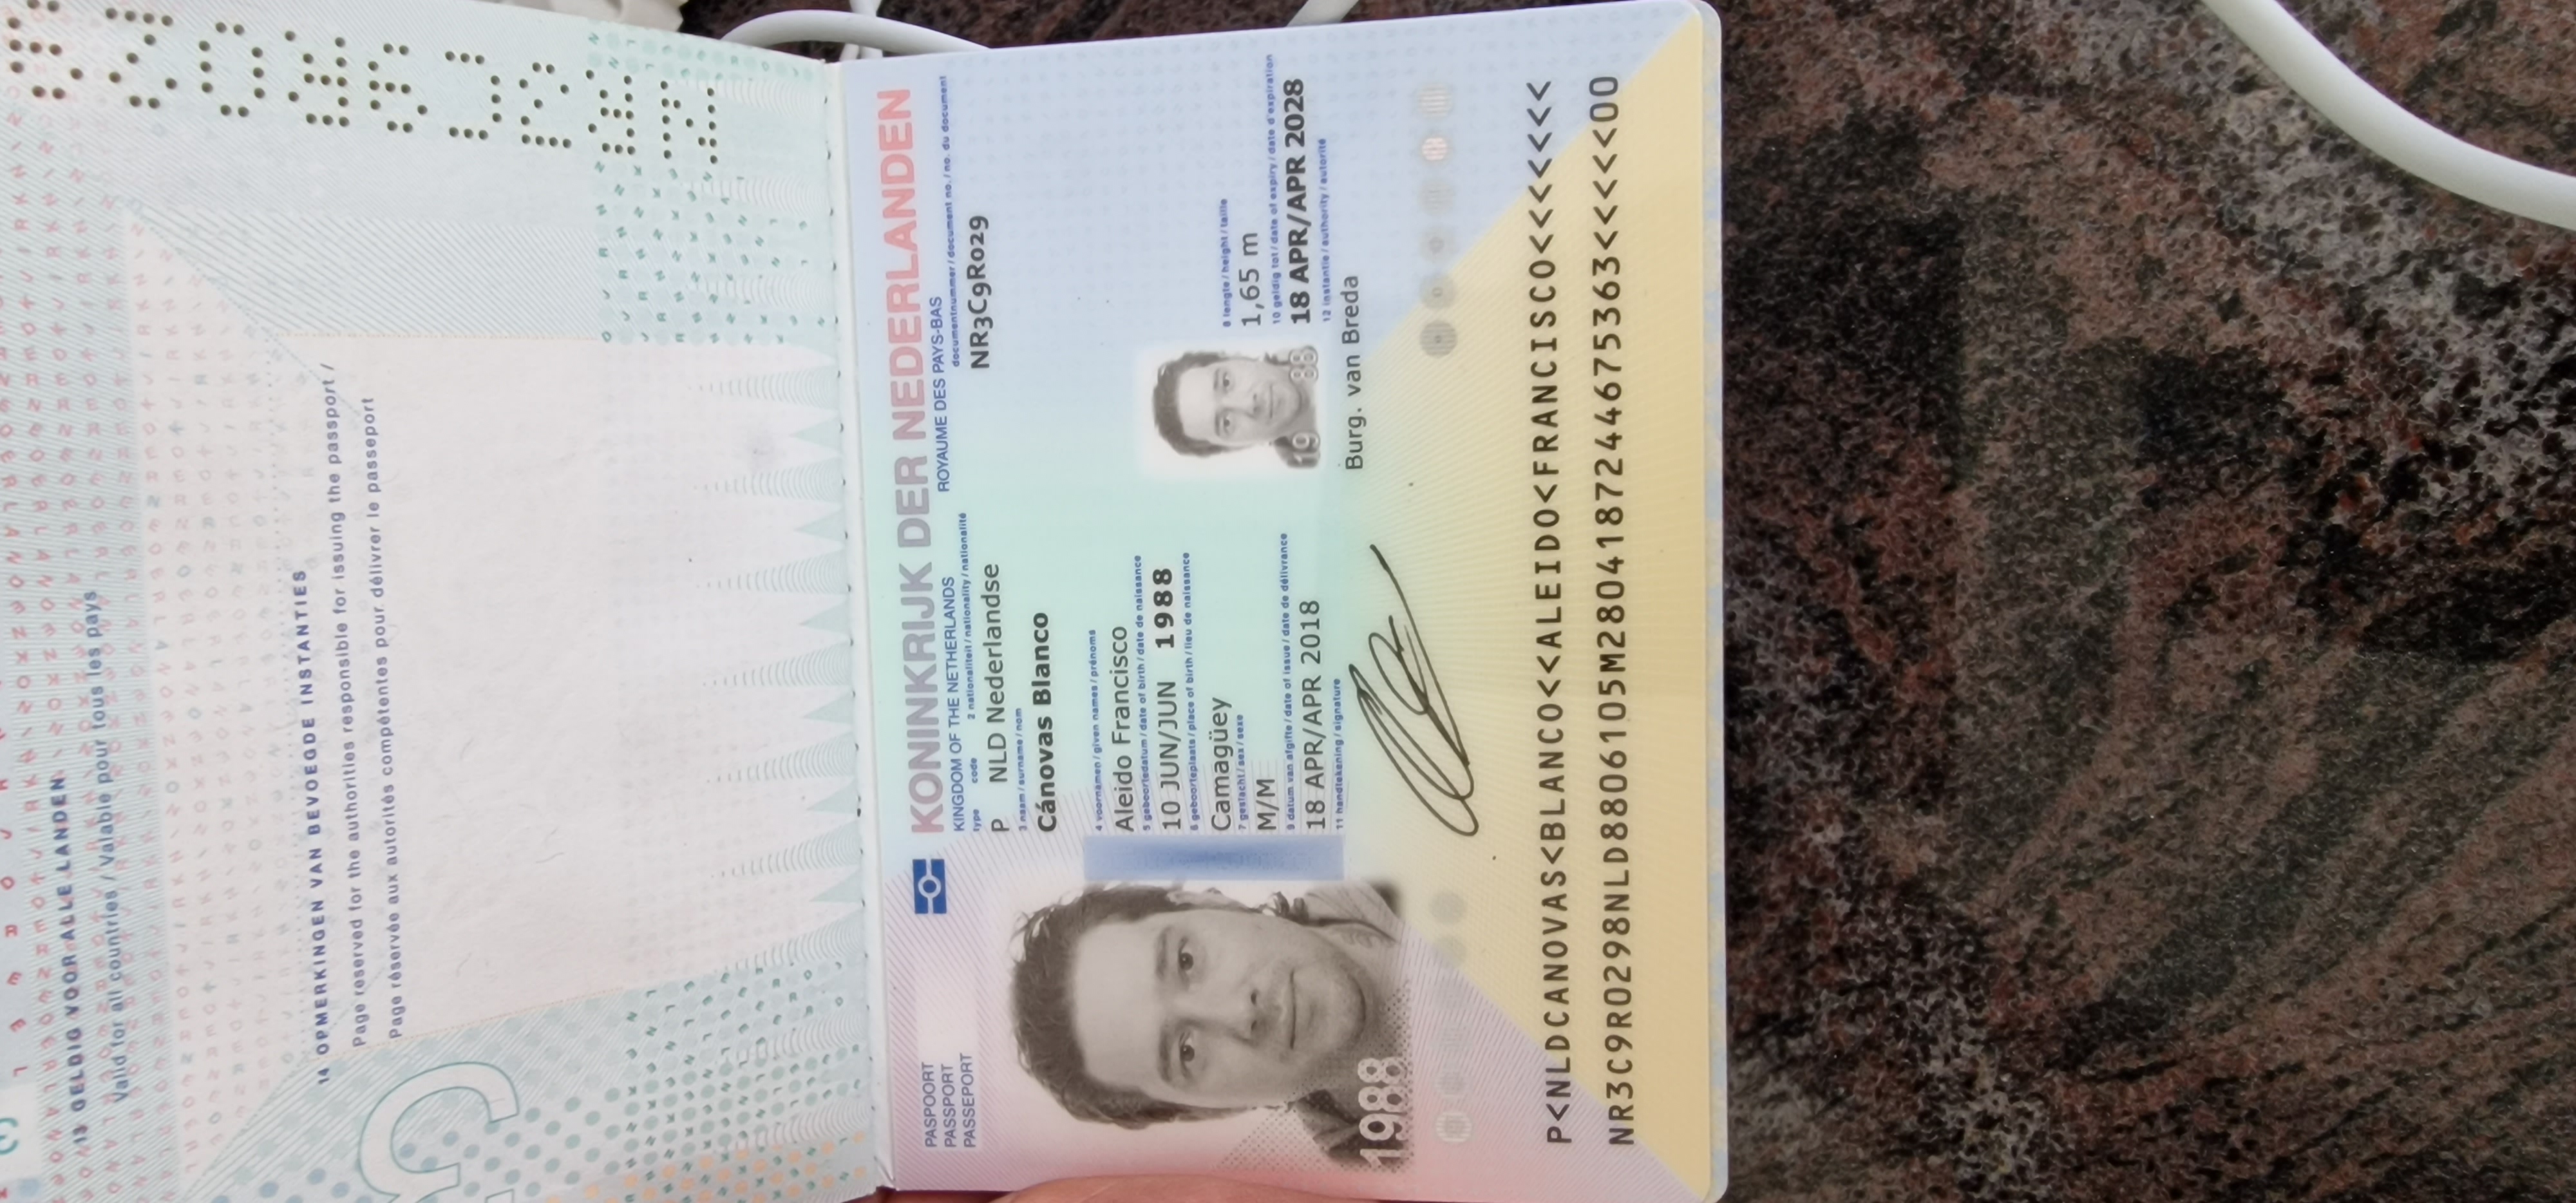 13 GELDIG VOOR ALLE LANDEN
Valid for all countries / Valable pour tous les pays
14 OPMERKINGEN VAN BEVOEGDE INSTANTIES
Page reserved for the authorities responsible for issuing the passport /
Page réservée aux autorités compétentes pour délivrer le passeport
NR3C9R029
PASPOORT
PASSPORT
PASSEPORT
KONINKRIJK DER NEDERLANDEN
KINGDOM OF THE NETHERLANDS ROYAUME DES PAYS-BAS
type code 2 nationaliteit / nationality / nationalité documentnummer / document no. / no. du document
P NLD Nederlandse NR3C9R029
3 naam / surname / nom
Cánovas Blanco
4 voornamen / given names / prénoms
Aleido Francisco
5 geboortedatum / date of birth / date de naissance
10 JUN/JUN 1988
6 geboorteplaats / place of birth / lieu de naissance
Camagüey
7 geslacht / sex / sexe
M/M
8 lengte / height / taille
1,65 m
9 datum van afgifte / date of issue / date de délivrance
18 APR/APR 2018
10 geldig tot / date of expiry / date d'expiration
18 APR/APR 2028
11 handtekening / signature
12 instantie / authority / autorité
Burg. van Breda
1988
19 88
P<NLDCANOVAS<BLANCO<<ALEIDO<FRANCISCO<<<<<<<
NR3C9R0298NLD8806105M2804187244675363<<<<<00